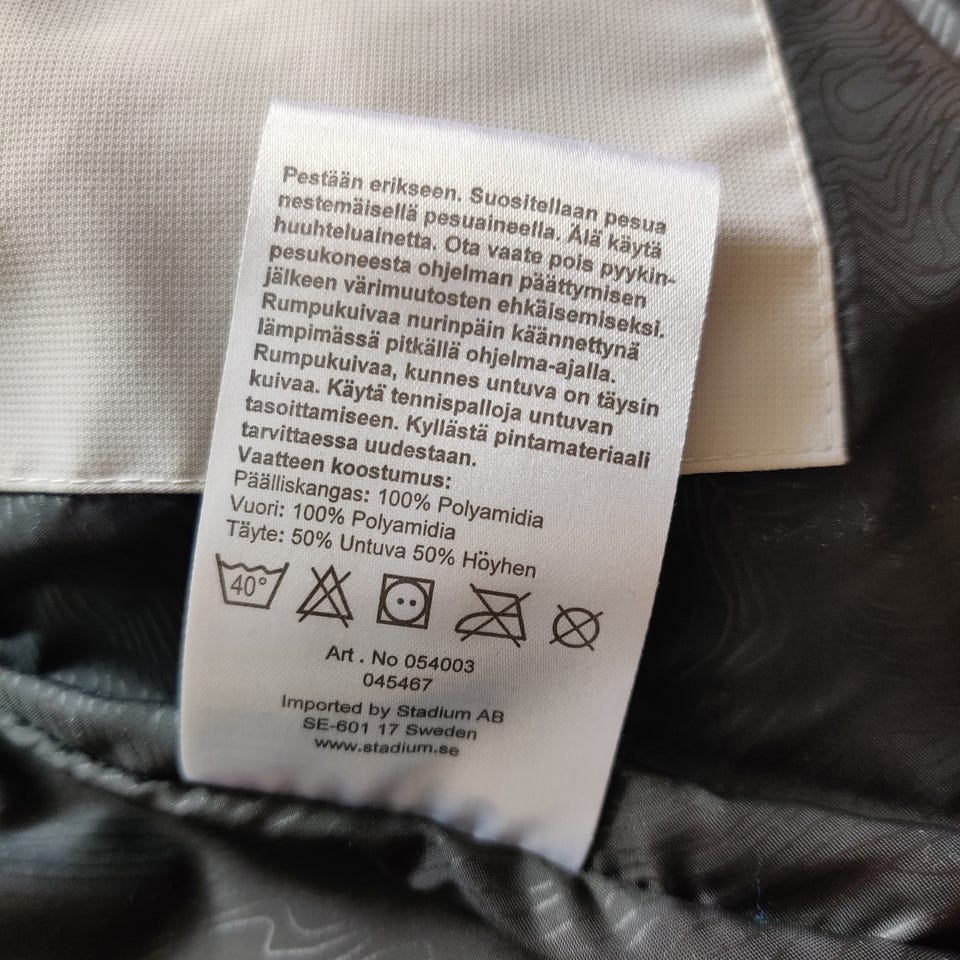 Pestään erikseen. Suositellaan pesua
nestemäisellä pesuaineella. Älä käytä
huuhteluainetta. Ota vaate pois pyykin-
pesukoneesta ohjelman päättymisen
jälkeen värimuutosten ehkäisemiseksi.
Rumpukuivaa nurinpäin käännettynä
lämpimässä pitkällä ohjelma-ajalla.
Rumpukuivaa, kunnes untuva on täysin
kuivaa. Käytä tennispalloja untuvan
tasoittamiseen. Kyllästä pintamateriaali
tarvittaessa uudestaan.
Vaatteen koostumus:
Päälliskangas: 100% Polyamidia
Vuori: 100% Polyamidia
Täyte: 50% Untuva 50% Höyhen
40°
Art . No 054003
045467
Imported by Stadium AB
SE-601 17 Sweden
www.stadium.se